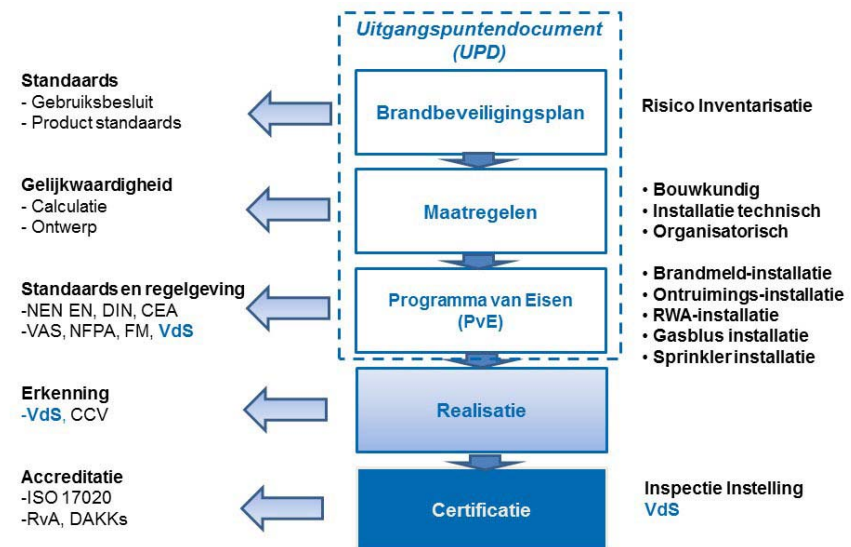 Uitgangspuntendocument
(UPD)
Standaards
- Gebruiksbesluit
- Product standaards
Brandbeveiligingsplan
Risico Inventarisatie
Gelijkwaardigheid
- Calculatie
- Ontwerp
Maatregelen
• Bouwkundig
• Installatie technisch
• Organisatorisch
Standaards en regelgeving
-NEN EN, DIN, CEA
-VAS, NFPA, FM, VdS
Programma van Eisen
(PvE)
• Brandmeld-installatie
• Ontruimings-installatie
• RWA-installatie
• Gasblus installatie
• Sprinkler installatie
Erkenning
-VdS, CCV
Realisatie
Accreditatie
-ISO 17020
-RvA, DAKKs
Certificatie
Inspectie Instelling
VdS